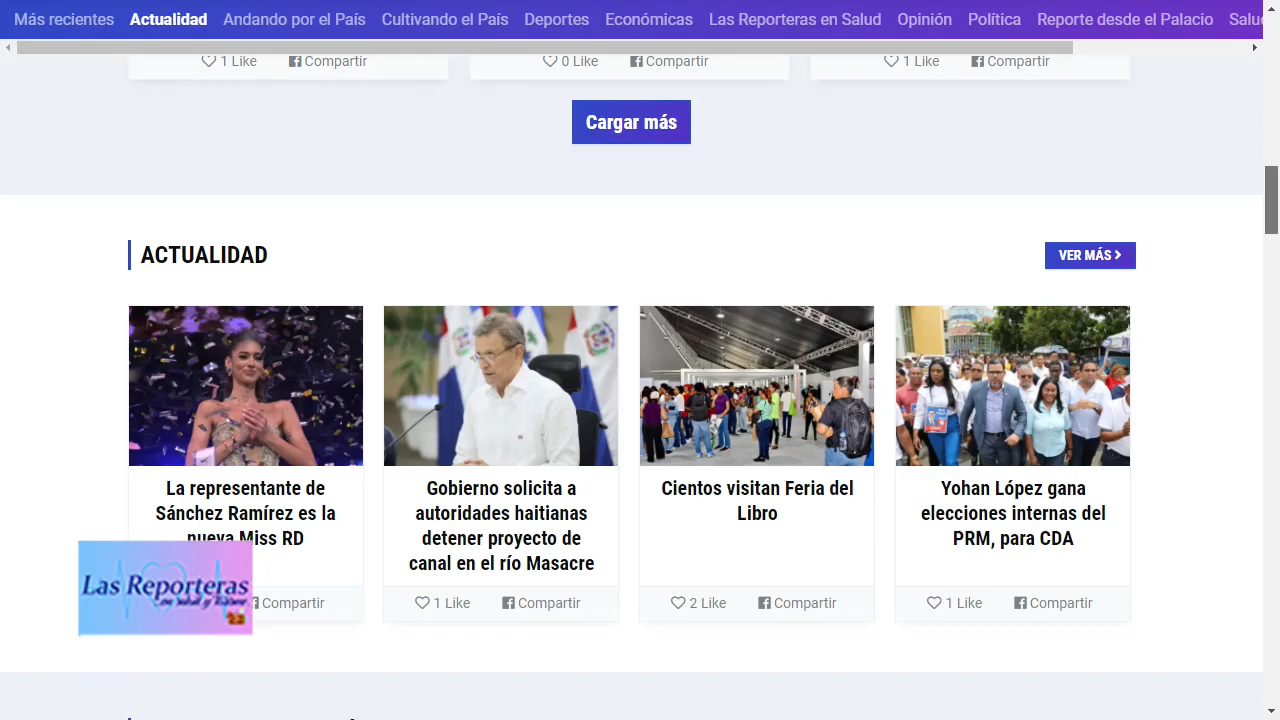 Más recientes Actualidad Andando por el País Cultivando el País Deportes Económicas Las Reporteras en Salud Opinión Política Reporte desde el Palacio
1 Like Compartir 0 Like Compartir 1 Like Compartir
Cargar más
ACTUALIDAD
VER MÁS
La representante de
Sánchez Ramírez es la
nueva Miss RD
Compartir
Gobierno solicita a
autoridades haitianas
detener proyecto de
canal en el río Masacre
1 Like Compartir
Cientos visitan Feria del
Libro
2 Like Compartir
Yohan López gana
elecciones internas del
PRM, para CDA
1 Like Compartir
Las Reporteras